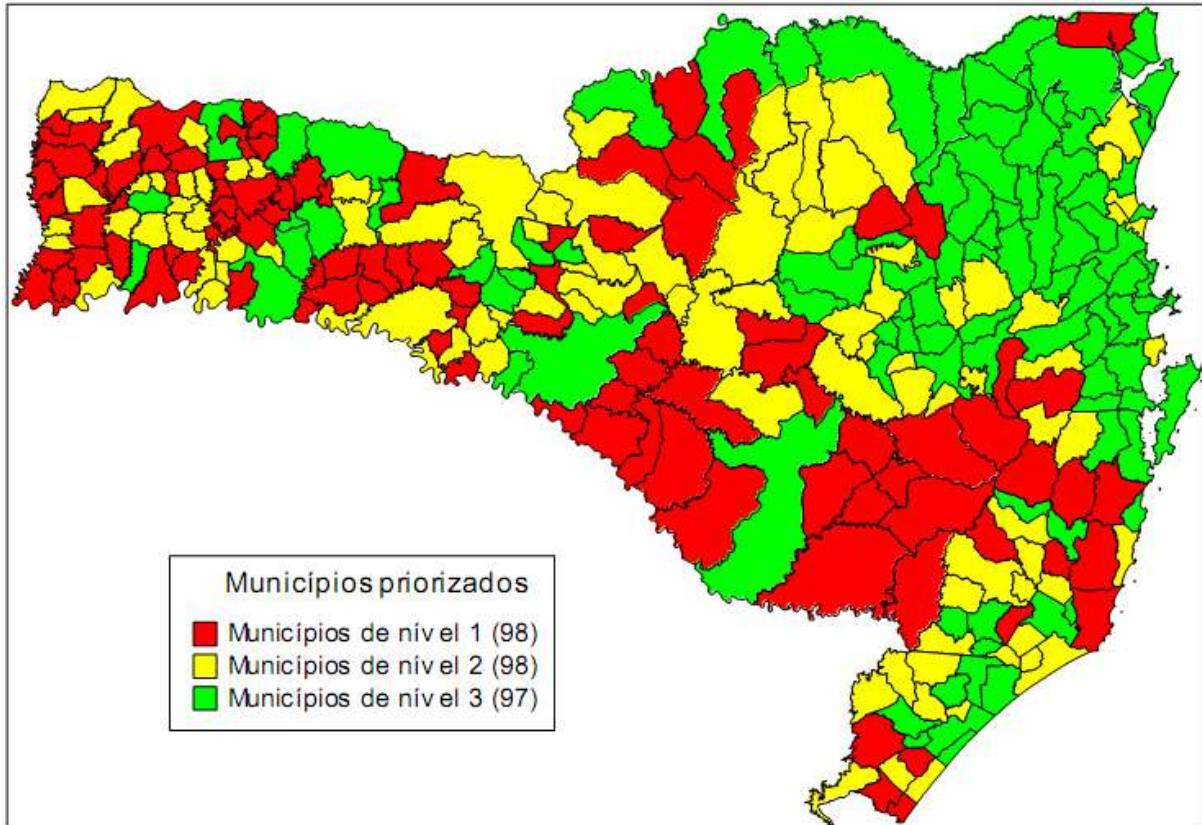 Municípios priorizados
Municípios de nível 1 (98)
Municípios de nível 2 (98)
Municípios de nível 3 (97)